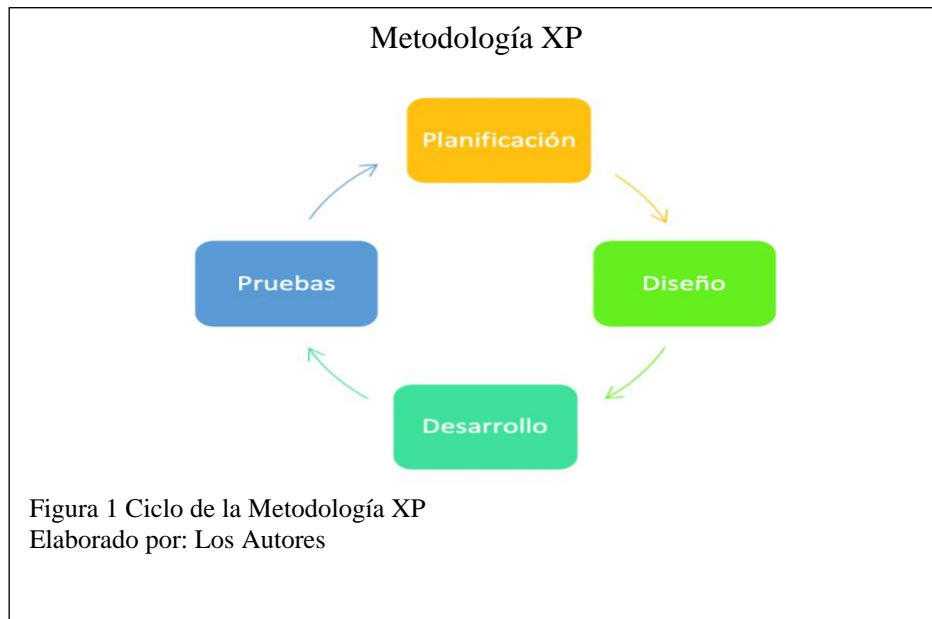 Metodología XP
Planificación
Pruebas
Diseño
Desarrollo
Figura 1 Ciclo de la Metodología XP
Elaborado por: Los Autores